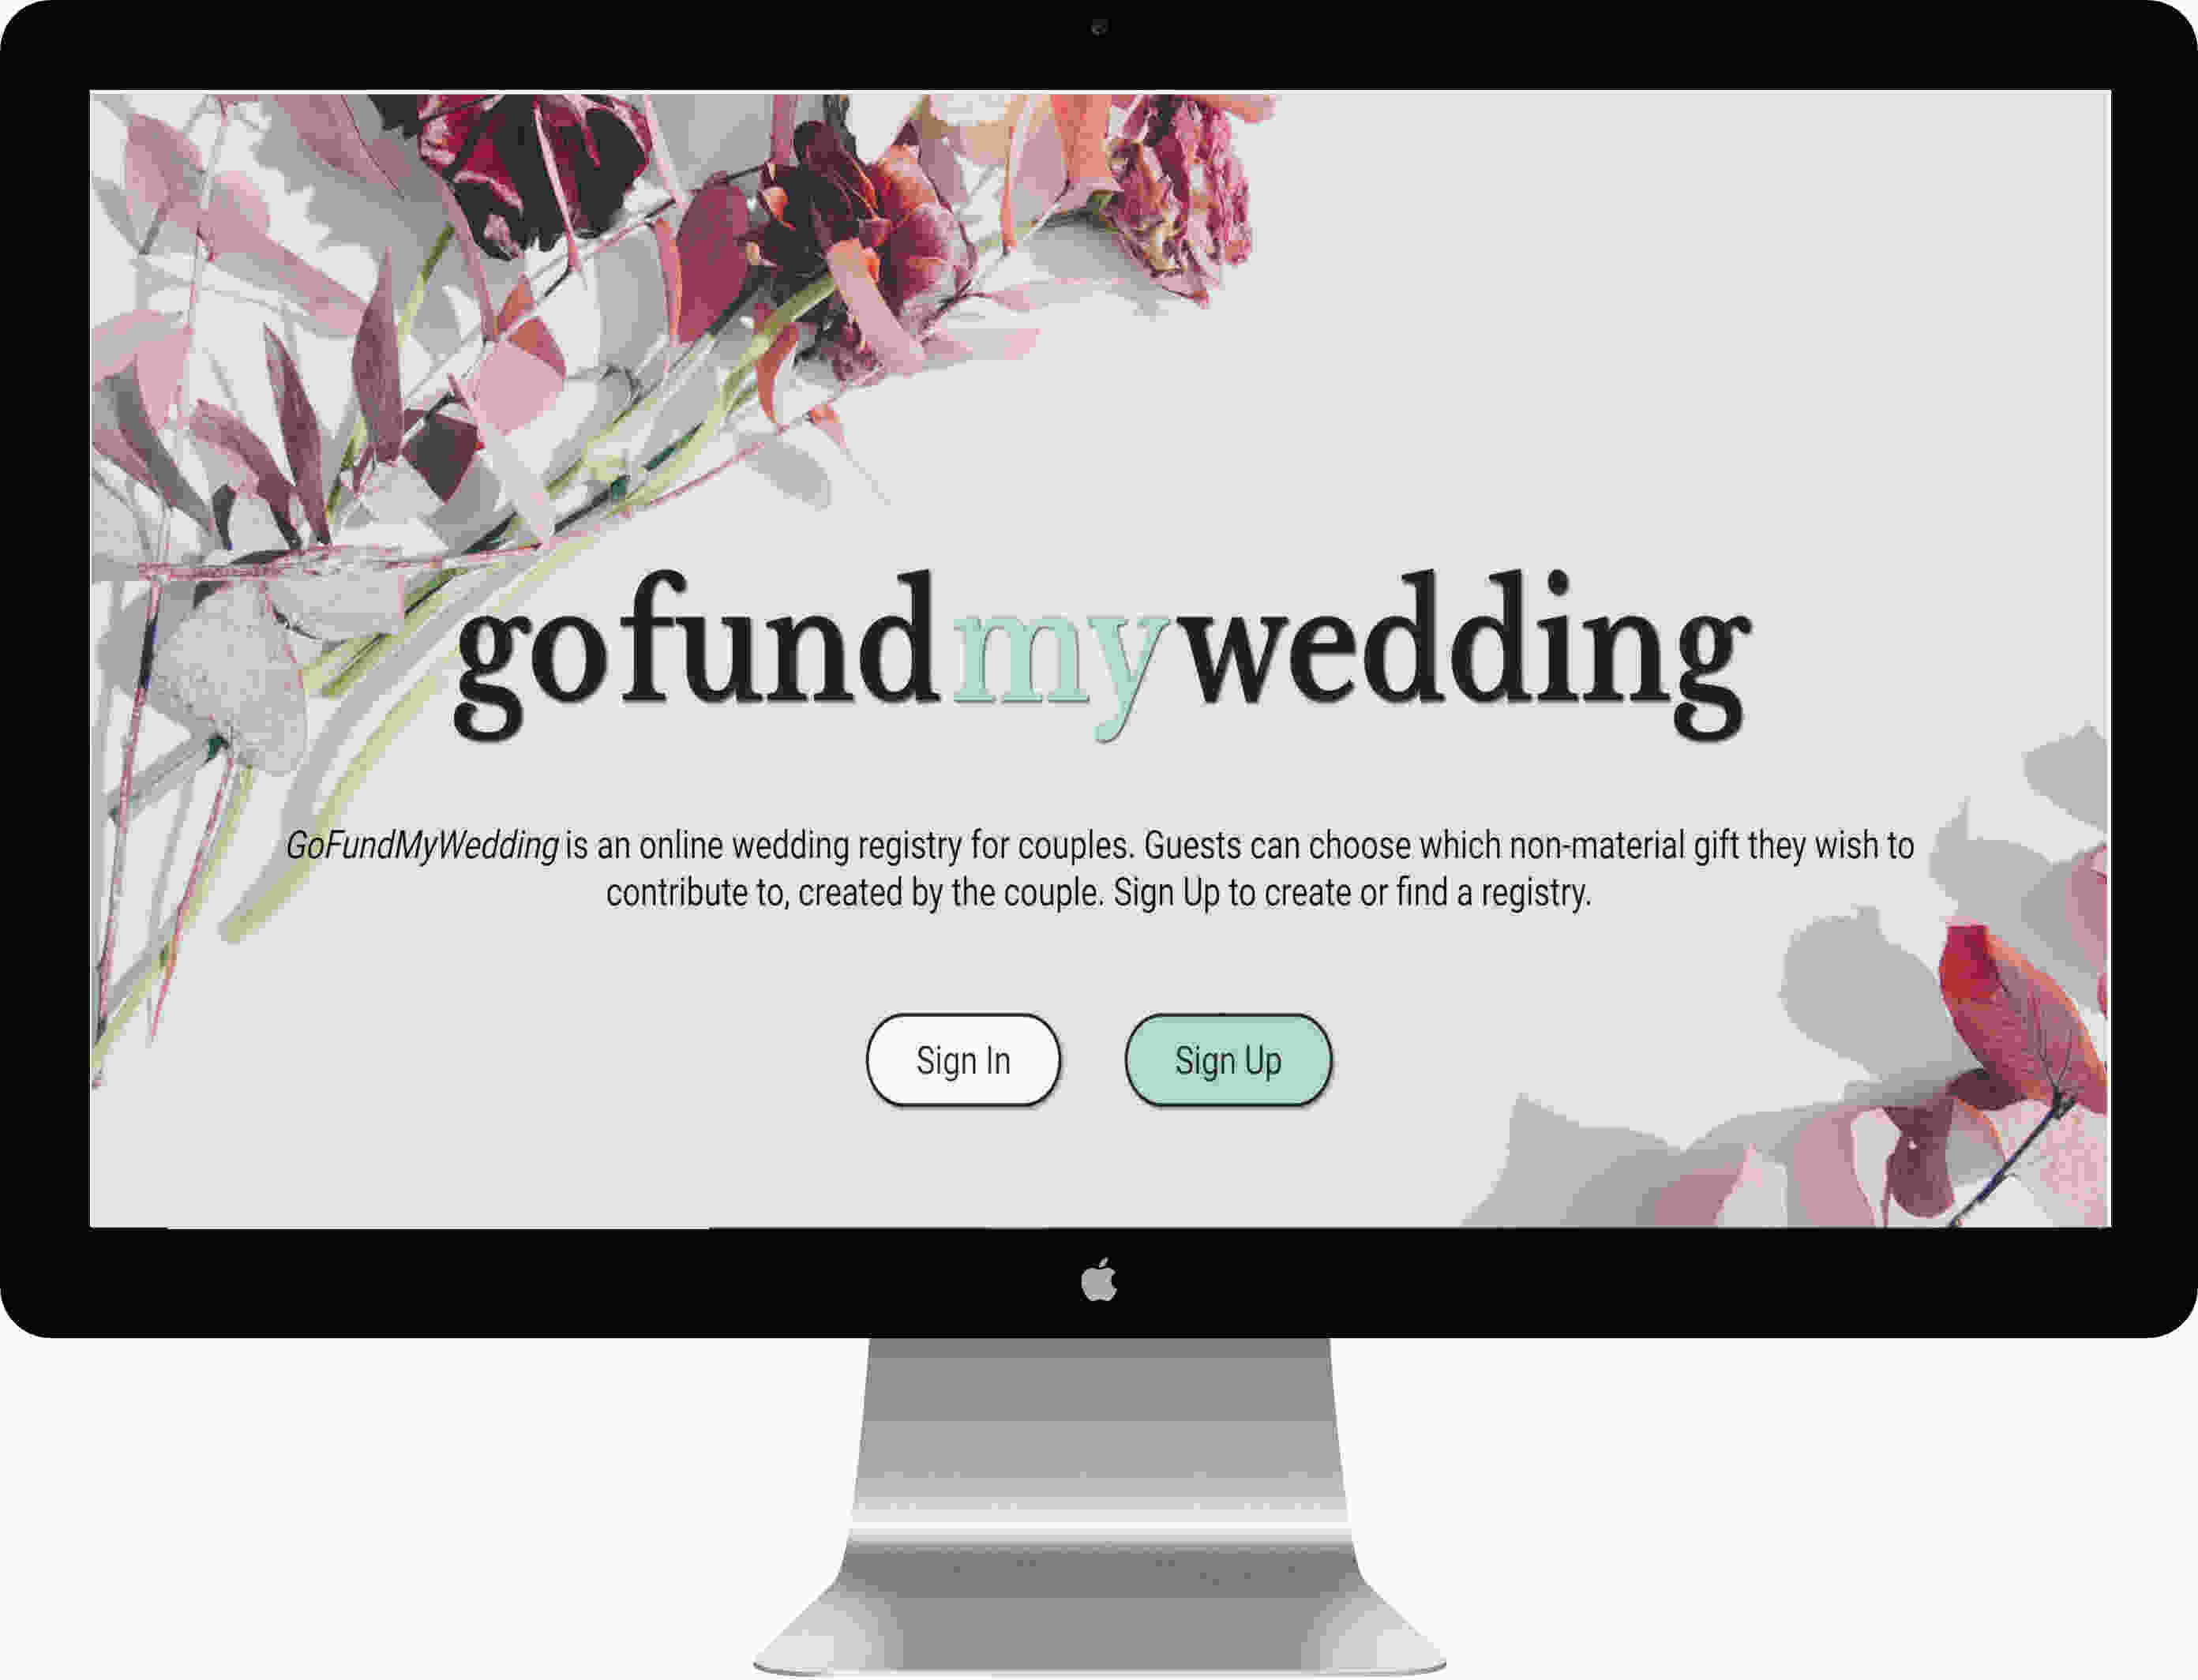 gofundmywedding
GoFundMyWedding is an online wedding registry for couples. Guests can choose which non-material gift they wish to
contribute to, created by the couple. Sign Up to create or find a registry.
Sign In
Sign Up